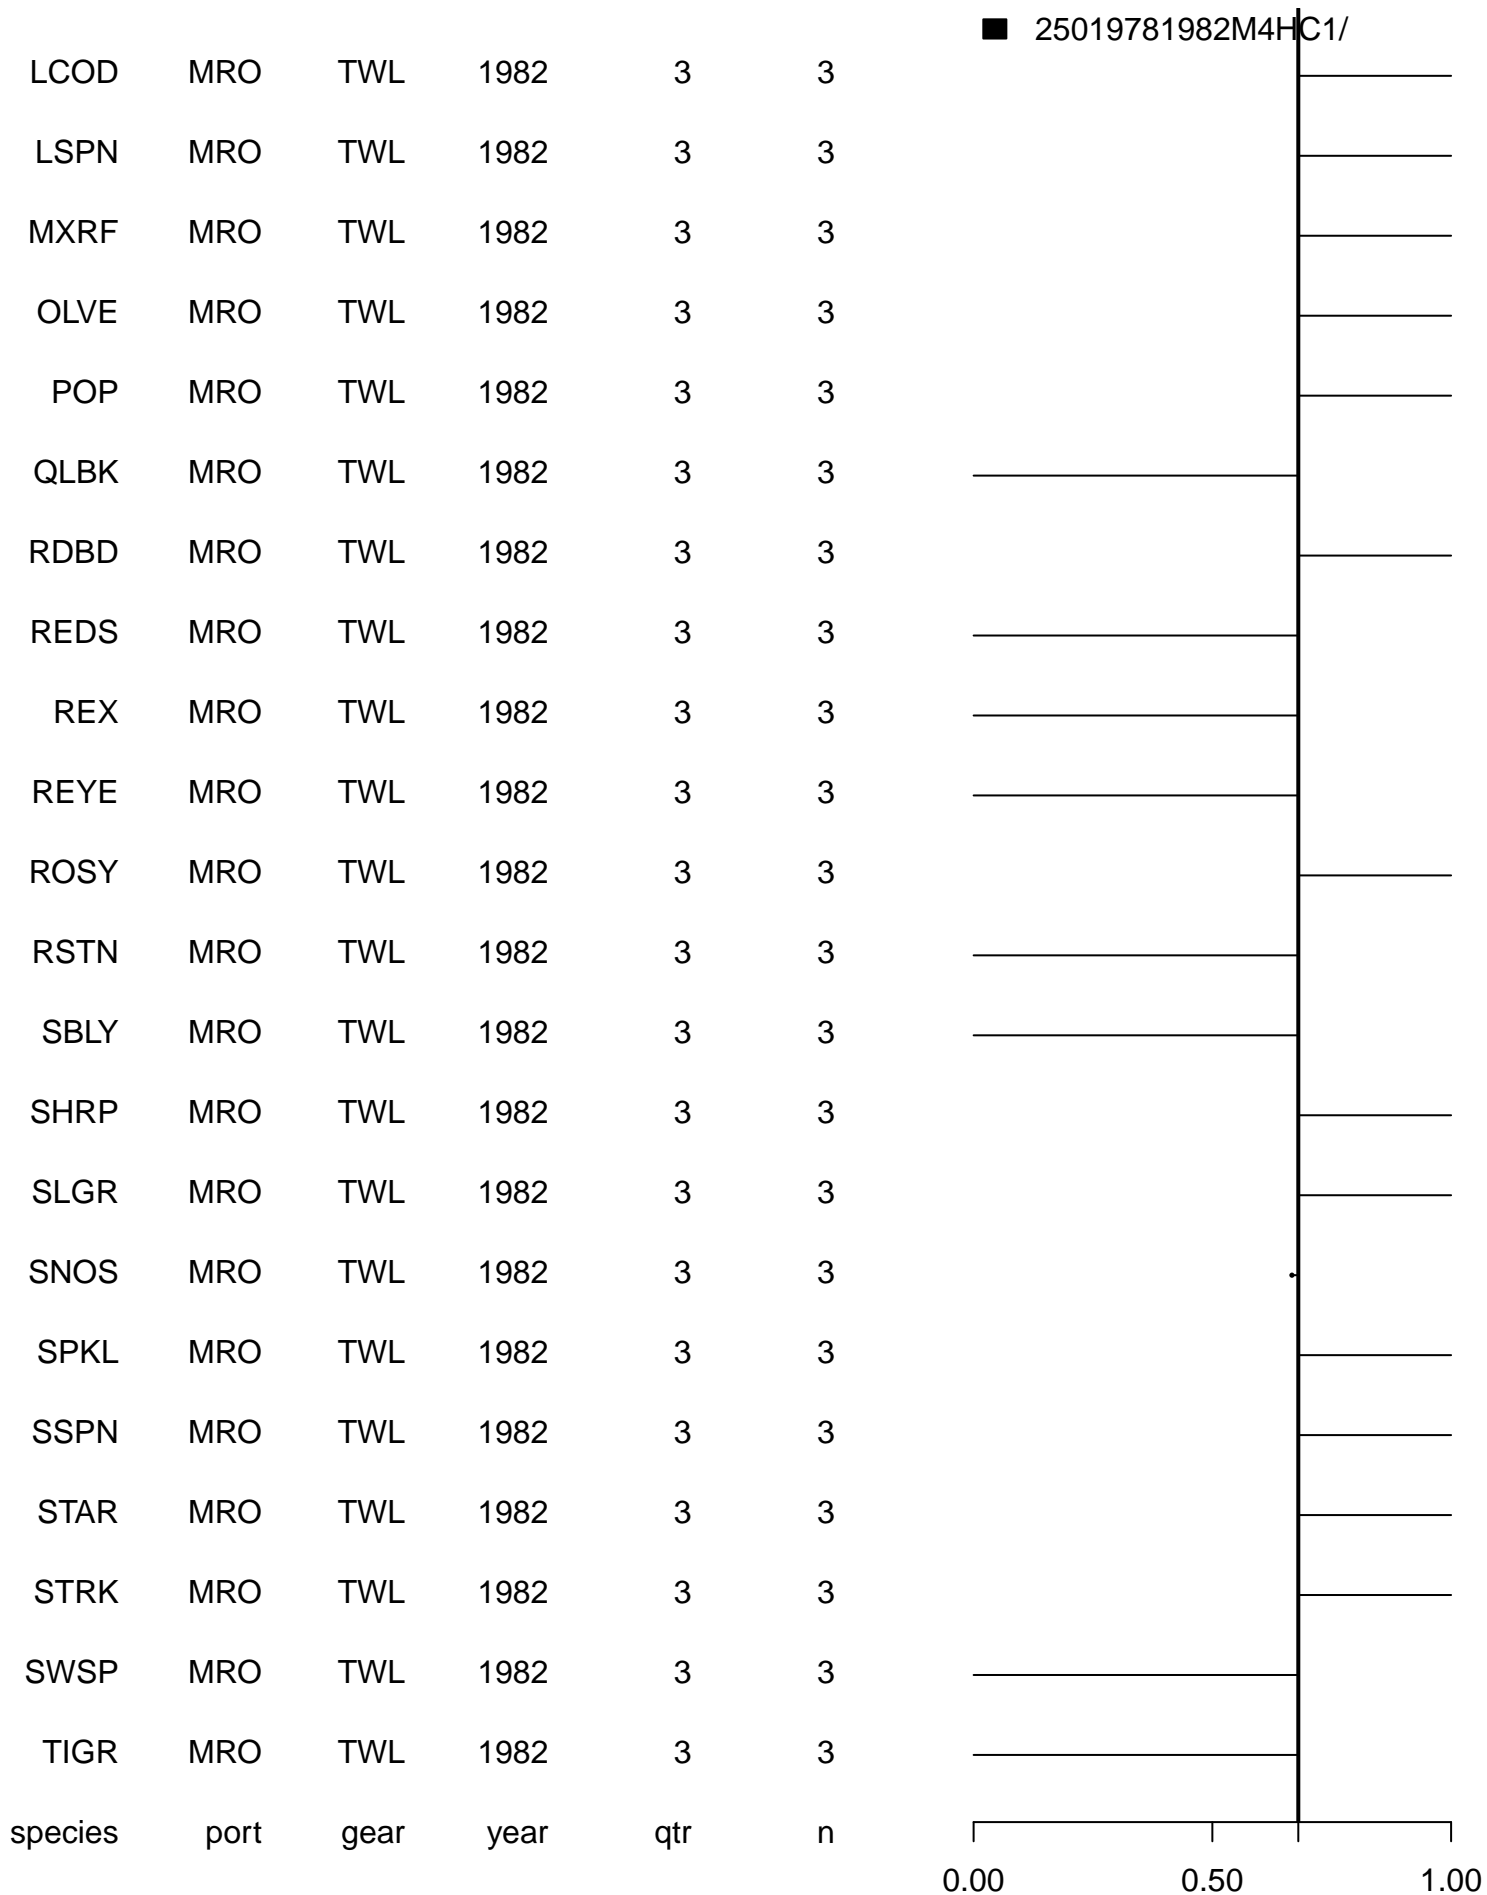 25019781982M4HC1/
LCOD MRO TWL 1982 3 3
LSPN MRO TWL 1982 3 3
MXRF MRO TWL 1982 3 3
OLVE MRO TWL 1982 3 3
POP MRO TWL 1982 3 3
QLBK MRO TWL 1982 3 3
RDBD MRO TWL 1982 3 3
REDS MRO TWL 1982 3 3
REX MRO TWL 1982 3 3
REYE MRO TWL 1982 3 3
ROSY MRO TWL 1982 3 3
RSTN MRO TWL 1982 3 3
SBLY MRO TWL 1982 3 3
SHRP MRO TWL 1982 3 3
SLGR MRO TWL 1982 3 3
SNOS MRO TWL 1982 3 3
SPKL MRO TWL 1982 3 3
SSPN MRO TWL 1982 3 3
STAR MRO TWL 1982 3 3
STRK MRO TWL 1982 3 3
SWSP MRO TWL 1982 3 3
TIGR MRO TWL 1982 3 3
species port gear year qtr n
0.00 0.50 1.00